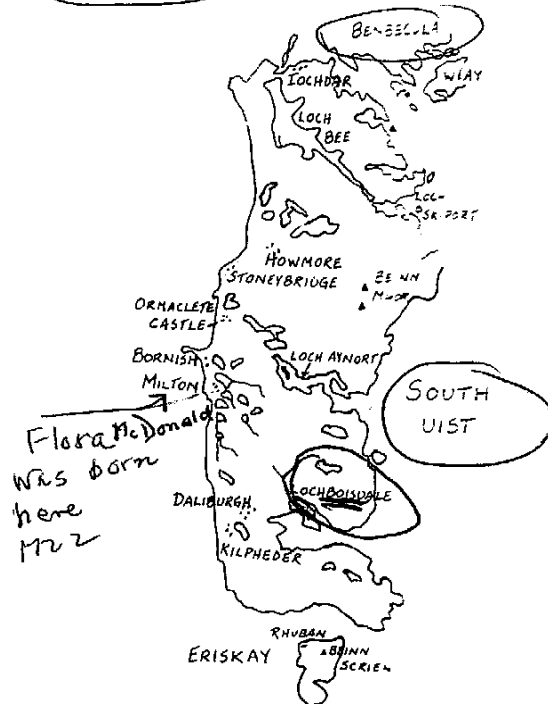 BENBECULA
WIAY
IOCHDAR
LOCH
BEE
LOCH
SKIPORT
HOWMORE
STONEYBRIDGE
BEINN
MHOR
ORMACLETE
CASTLE
BORNISH
LOCH AYNORT
MILTON
SOUTH
UIST
Flora McDonald
was born
here
1722
LOCHBOISDALE
DALIBURGH
KILPHEDER
RHUBAN
BEINN
SCRIEN
ERISKAY